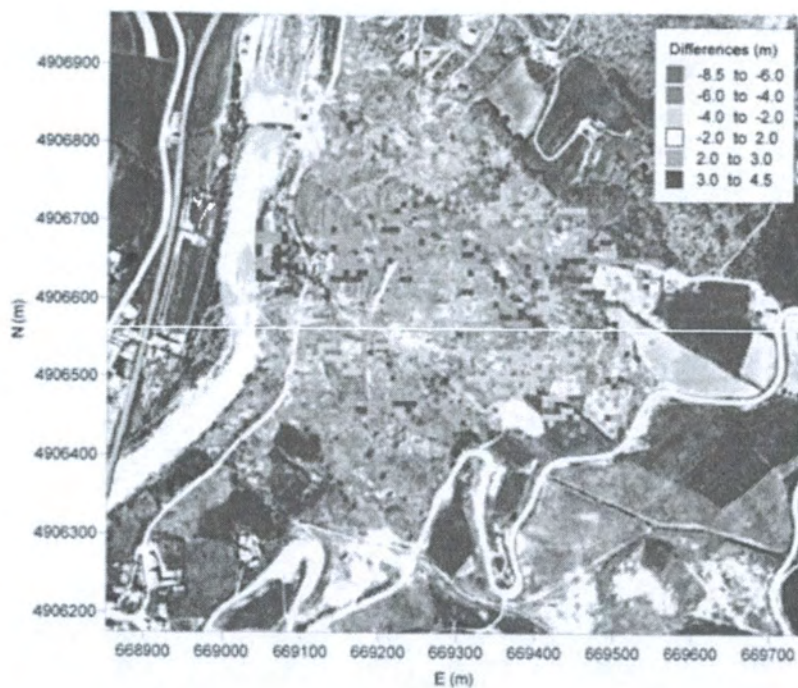 Differences (m)
-8.5 to -6.0
-6.0 to -4.0
-4.0 to -2.0
-2.0 to 2.0
2.0 to 3.0
3.0 to 4.5
4906900
4906800
4906700
4906600
4906500
4906400
4906300
4906200
N (m)
668900 669000 669100 669200 669300 669400 669500 669600 669700
E (m)